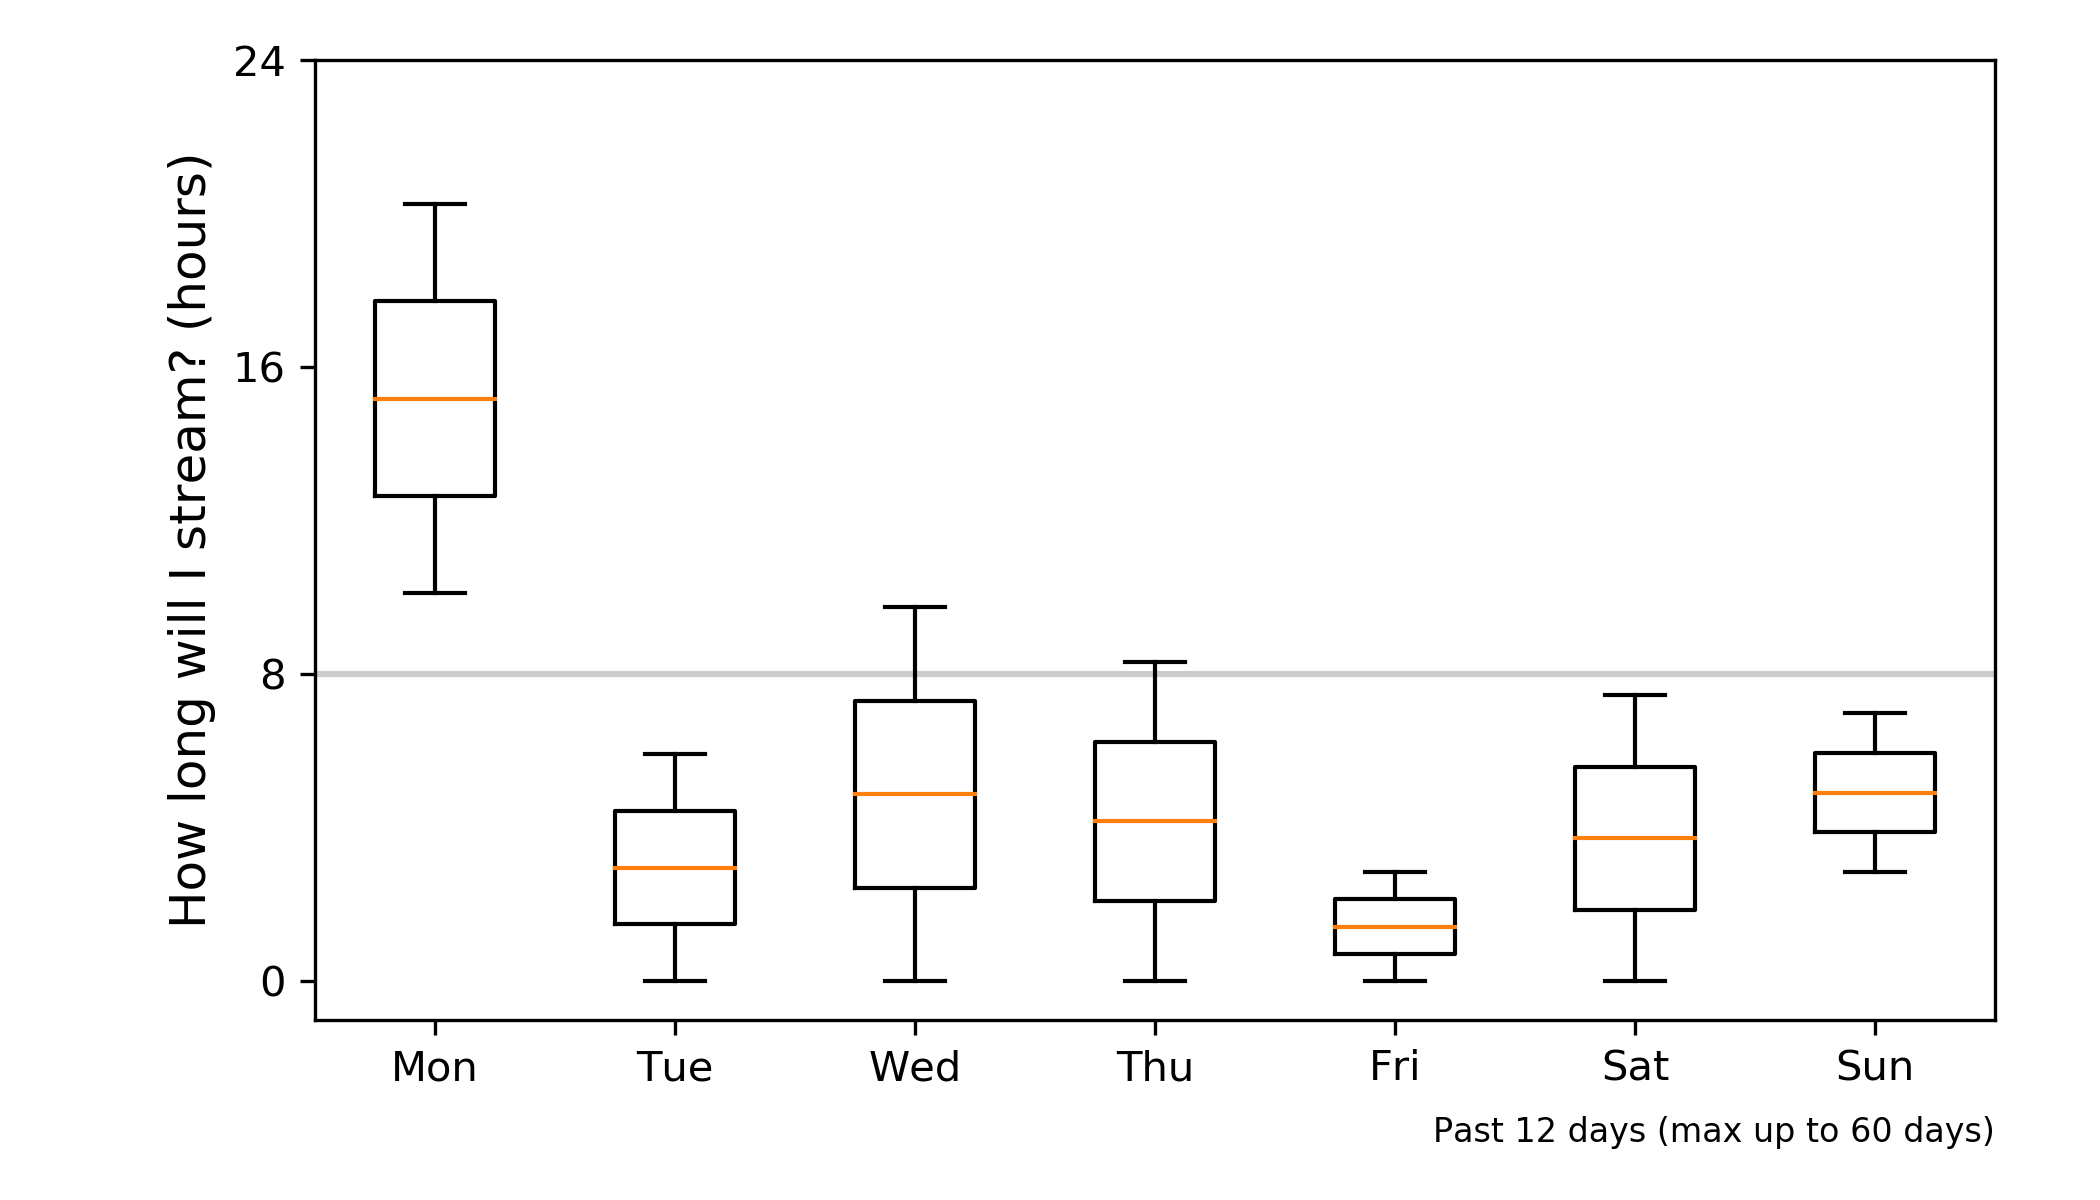 How long will I stream? (hours)
24
16
8
0
Mon Tue Wed Thu Fri Sat Sun
Past 12 days (max up to 60 days)